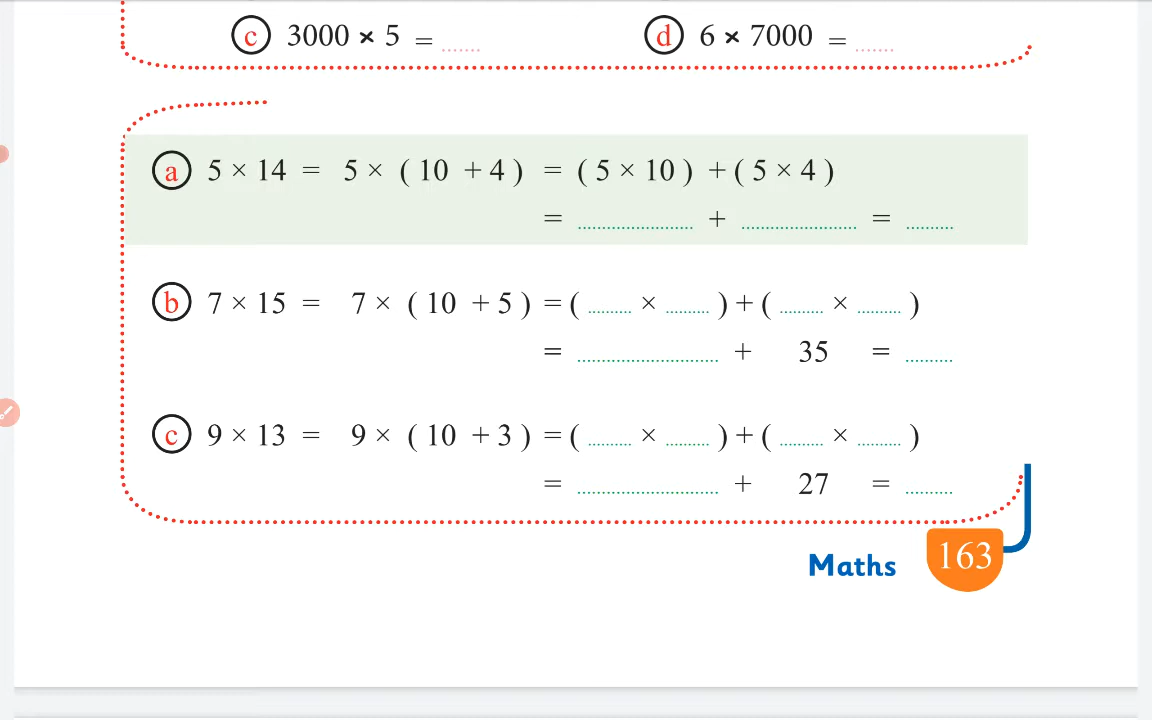 c 3000 × 5 = ....... d 6 × 7000 = .......
a 5 × 14 = 5 × ( 10 + 4 ) = ( 5 × 10 ) + ( 5 × 4 )
= ........................ + ........................ = ..........
b 7 × 15 = 7 × ( 10 + 5 ) = ( ......... × ......... ) + ( ......... × ......... )
= ............................. + 35 = ..........
c 9 × 13 = 9 × ( 10 + 3 ) = ( ......... × ......... ) + ( ......... × ......... )
= ............................. + 27 = ..........
Maths 163